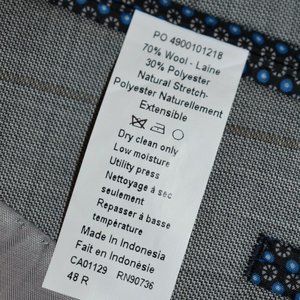 PO 4900101218
70% Wool - Laine
30% Polyester
Natural Stretch-
Polyester Naturellement
Extensible
Dry clean only
Low moisture
Utility press
Nettoyage á sec
seulement
Repasser à basse
température
Made in Indonesia
Fait en Indonèsie
CA01129 RN90736
48 R